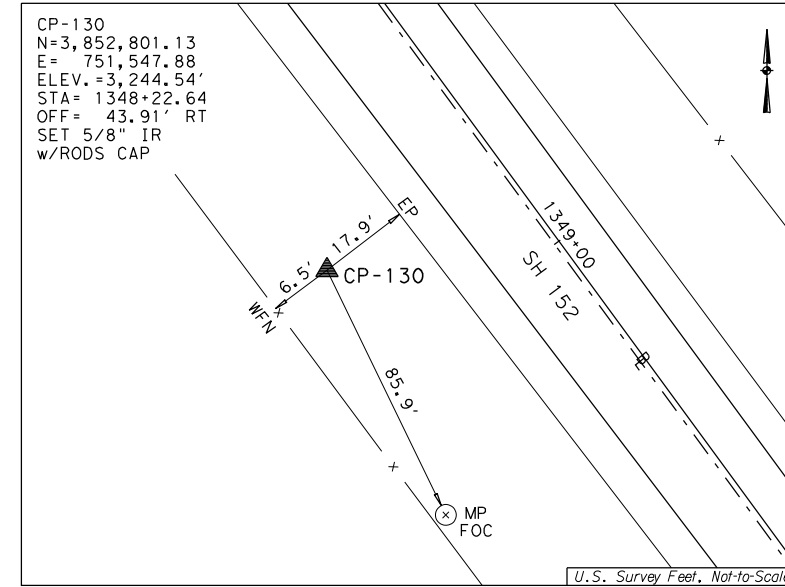 CP-130
N=3,852,801.13
E= 751,547.88
ELEV.=3,244.54'
STA= 1348+22.64
OFF= 43.91' RT
SET 5/8" IR
w/RODS CAP
EP
17.9'
6.5'
CP-130
WFN
1349+00
SH 152
85.9'
MP
FOC
U.S. Survey Feet, Not-to-Scale